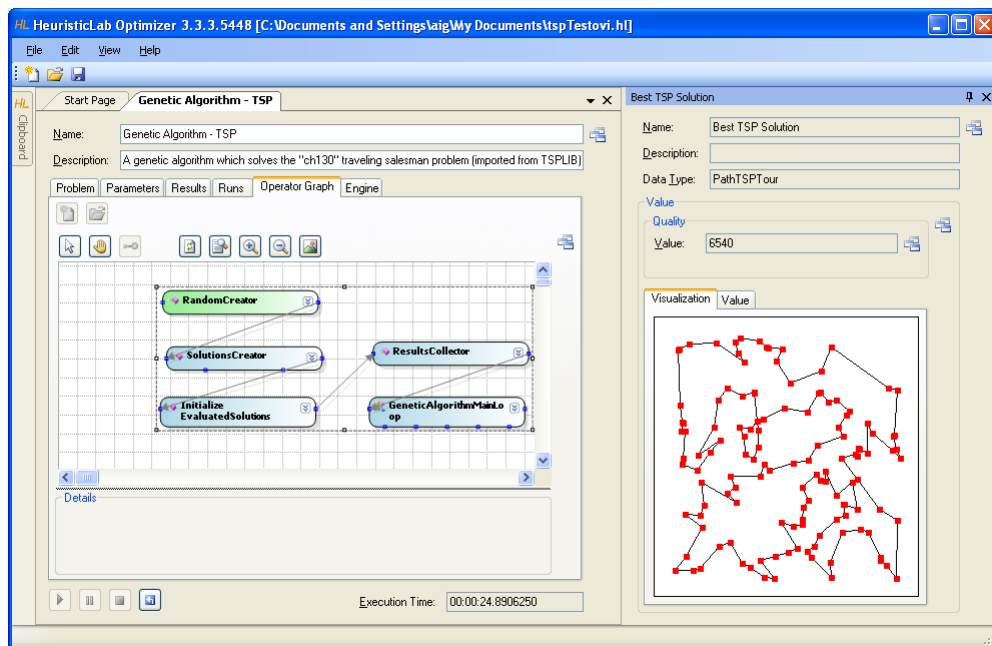 HL HeuristicLab Optimizer 3.3.3.5448 [C:\Documents and Settings\aig\My Documents\tspTestovi.hl]
File Edit View Help
HL Clipboard
Start Page Genetic Algorithm - TSP
Name: Genetic Algorithm - TSP
Description: A genetic algorithm which solves the "ch130" traveling salesman problem (imported from TSPLIB)
Problem Parameters Results Runs Operator Graph Engine
RandomCreator
SolutionsCreator
ResultsCollector
Initialize
EvaluatedSolutions
GeneticAlgorithmMainLo
op
Details
Execution Time: 00:00:24.8906250
Best TSP Solution
Name: Best TSP Solution
Description:
Data Type: PathTSPTour
Value
Quality
Value: 6540
Visualization Value